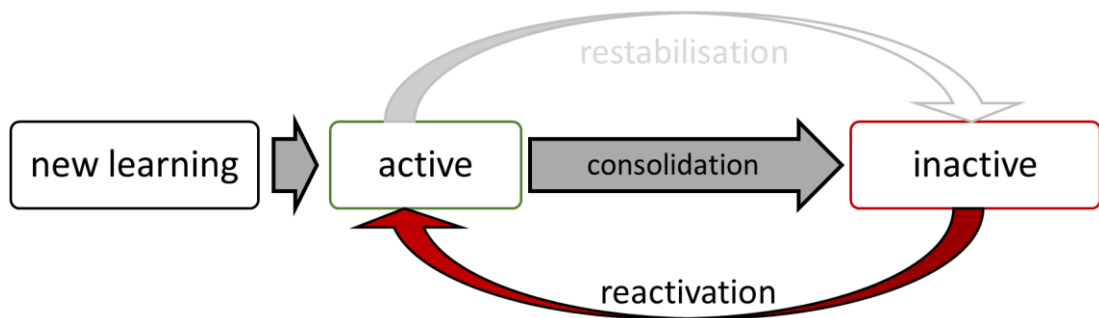 restabilisation
new learning
active
consolidation
inactive
reactivation